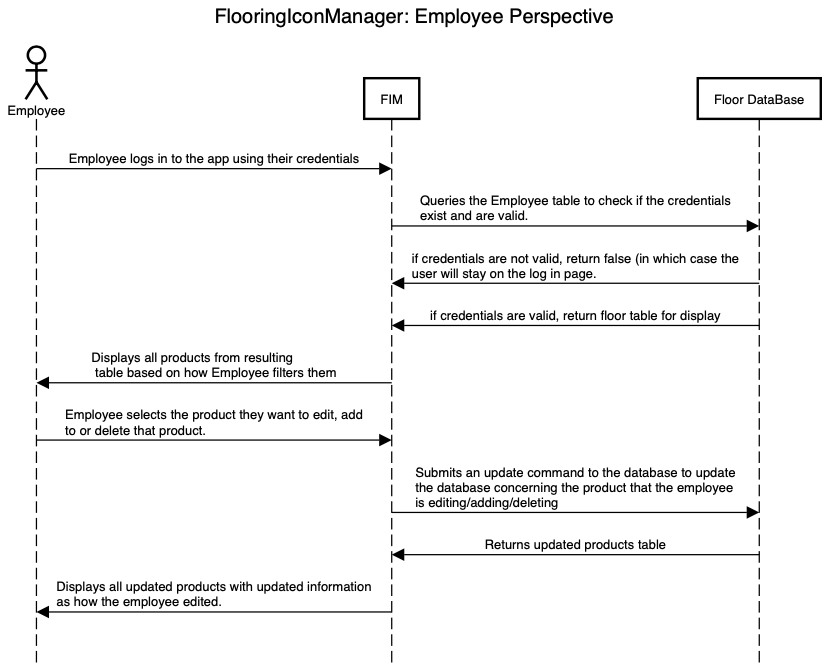 FlooringIconManager: Employee Perspective
Employee
FIM
Floor DataBase
Employee logs in to the app using their credentials
Queries the Employee table to check if the credentials
exist and are valid.
if credentials are not valid, return false (in which case the
user will stay on the log in page.
if credentials are valid, return floor table for display
Displays all products from resulting
table based on how Employee filters them
Employee selects the product they want to edit, add
to or delete that product.
Submits an update command to the database to update
the database concerning the product that the employee
is editing/adding/deleting
Returns updated products table
Displays all updated products with updated information
as how the employee edited.